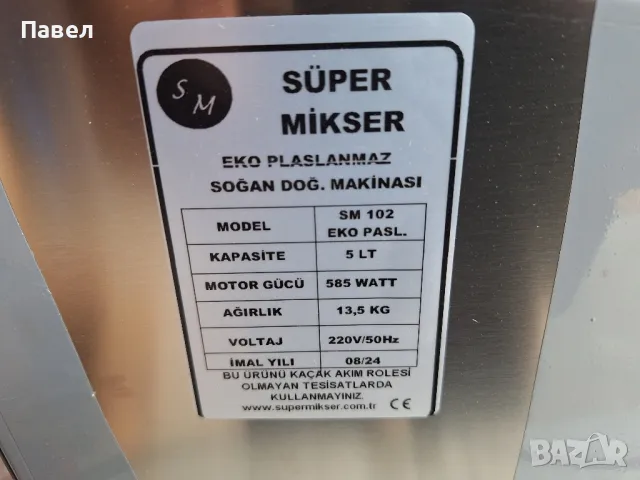 Павел
SM
SÜPER
MİKSER
EKO PLASLANMAZ
SOĞAN DOĞ. MAKİNASI
MODEL SM 102 EKO PASL.
KAPASİTE 5 LT
MOTOR GÜCÜ 585 WATT
AĞIRLIK 13,5 KG
VOLTAJ 220V/50Hz
İMAL YILI 08/24
BU ÜRÜNÜ KAÇAK AKIM ROLESİ
OLMAYAN TESİSATLARDA
KULLANMAYINIZ.
www.supermikser.com.tr CE
BAZAR
bg